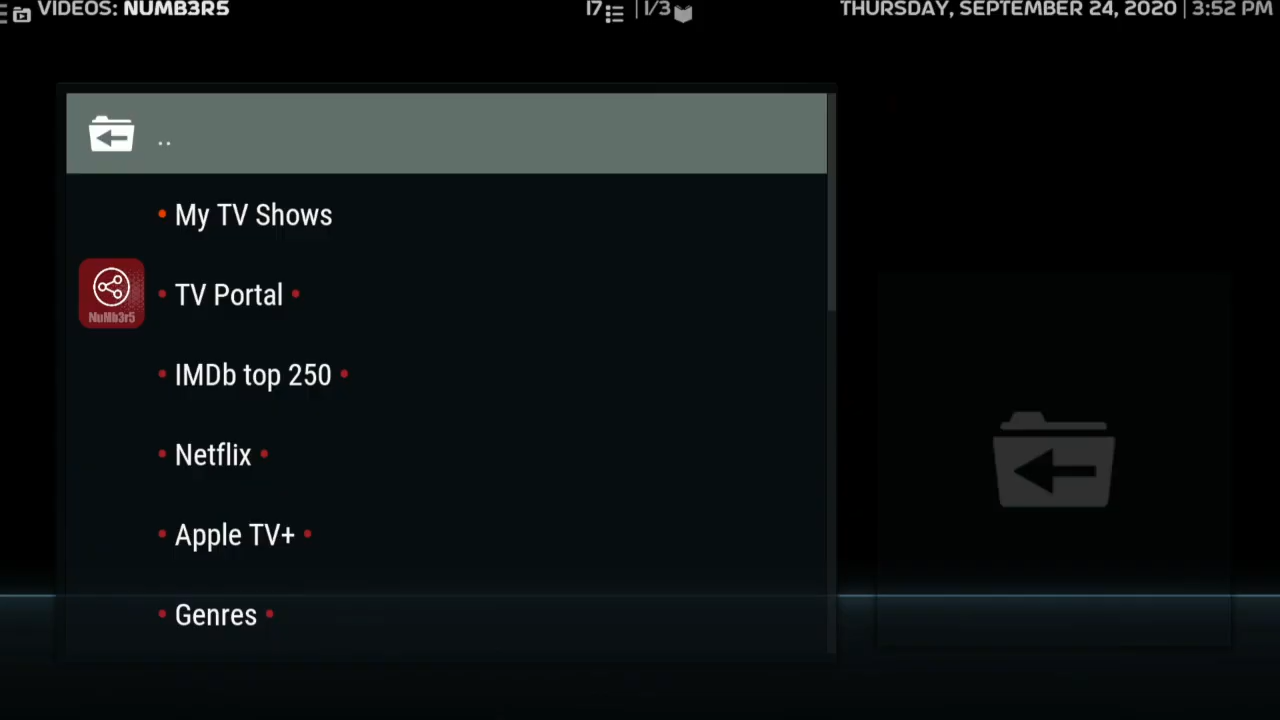 VIDEOS: NUMB3R5
17 | 1/3
THURSDAY, SEPTEMBER 24, 2020 | 3:52 PM
..
• My TV Shows
NuMb3r5
• TV Portal •
• IMDb top 250 •
• Netflix •
• Apple TV+ •
• Genres •